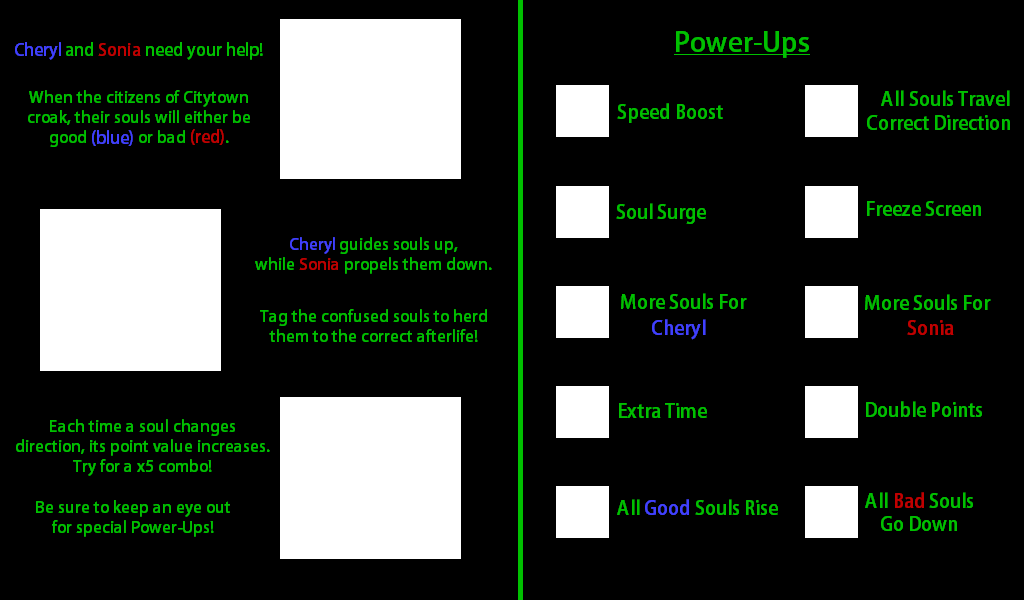 Cheryl and Sonia need your help!
When the citizens of Citytown
croak, their souls will either be
good (blue) or bad (red).
Cheryl guides souls up,
while Sonia propels them down.
Tag the confused souls to herd
them to the correct afterlife!
Each time a soul changes
direction, its point value increases.
Try for a x5 combo!
Be sure to keep an eye out
for special Power-Ups!
Power-Ups
Speed Boost
All Souls Travel
Correct Direction
Soul Surge
Freeze Screen
More Souls For
Cheryl
More Souls For
Sonia
Extra Time
Double Points
All Good Souls Rise
All Bad Souls
Go Down